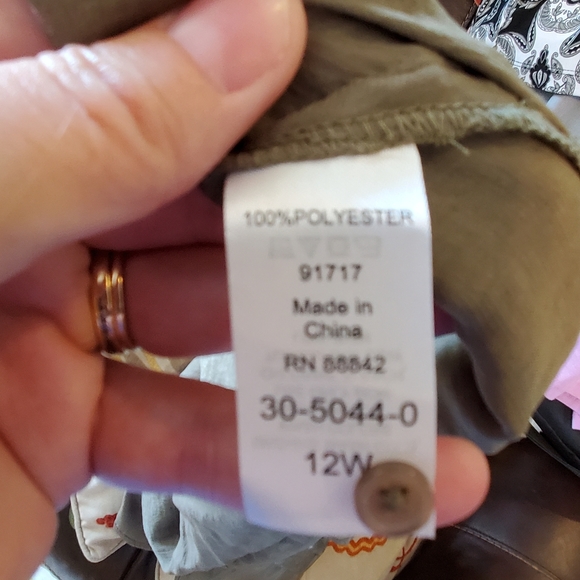 100%POLYESTER
91717
Made in
China
RN 88842
30-5044-0
12W